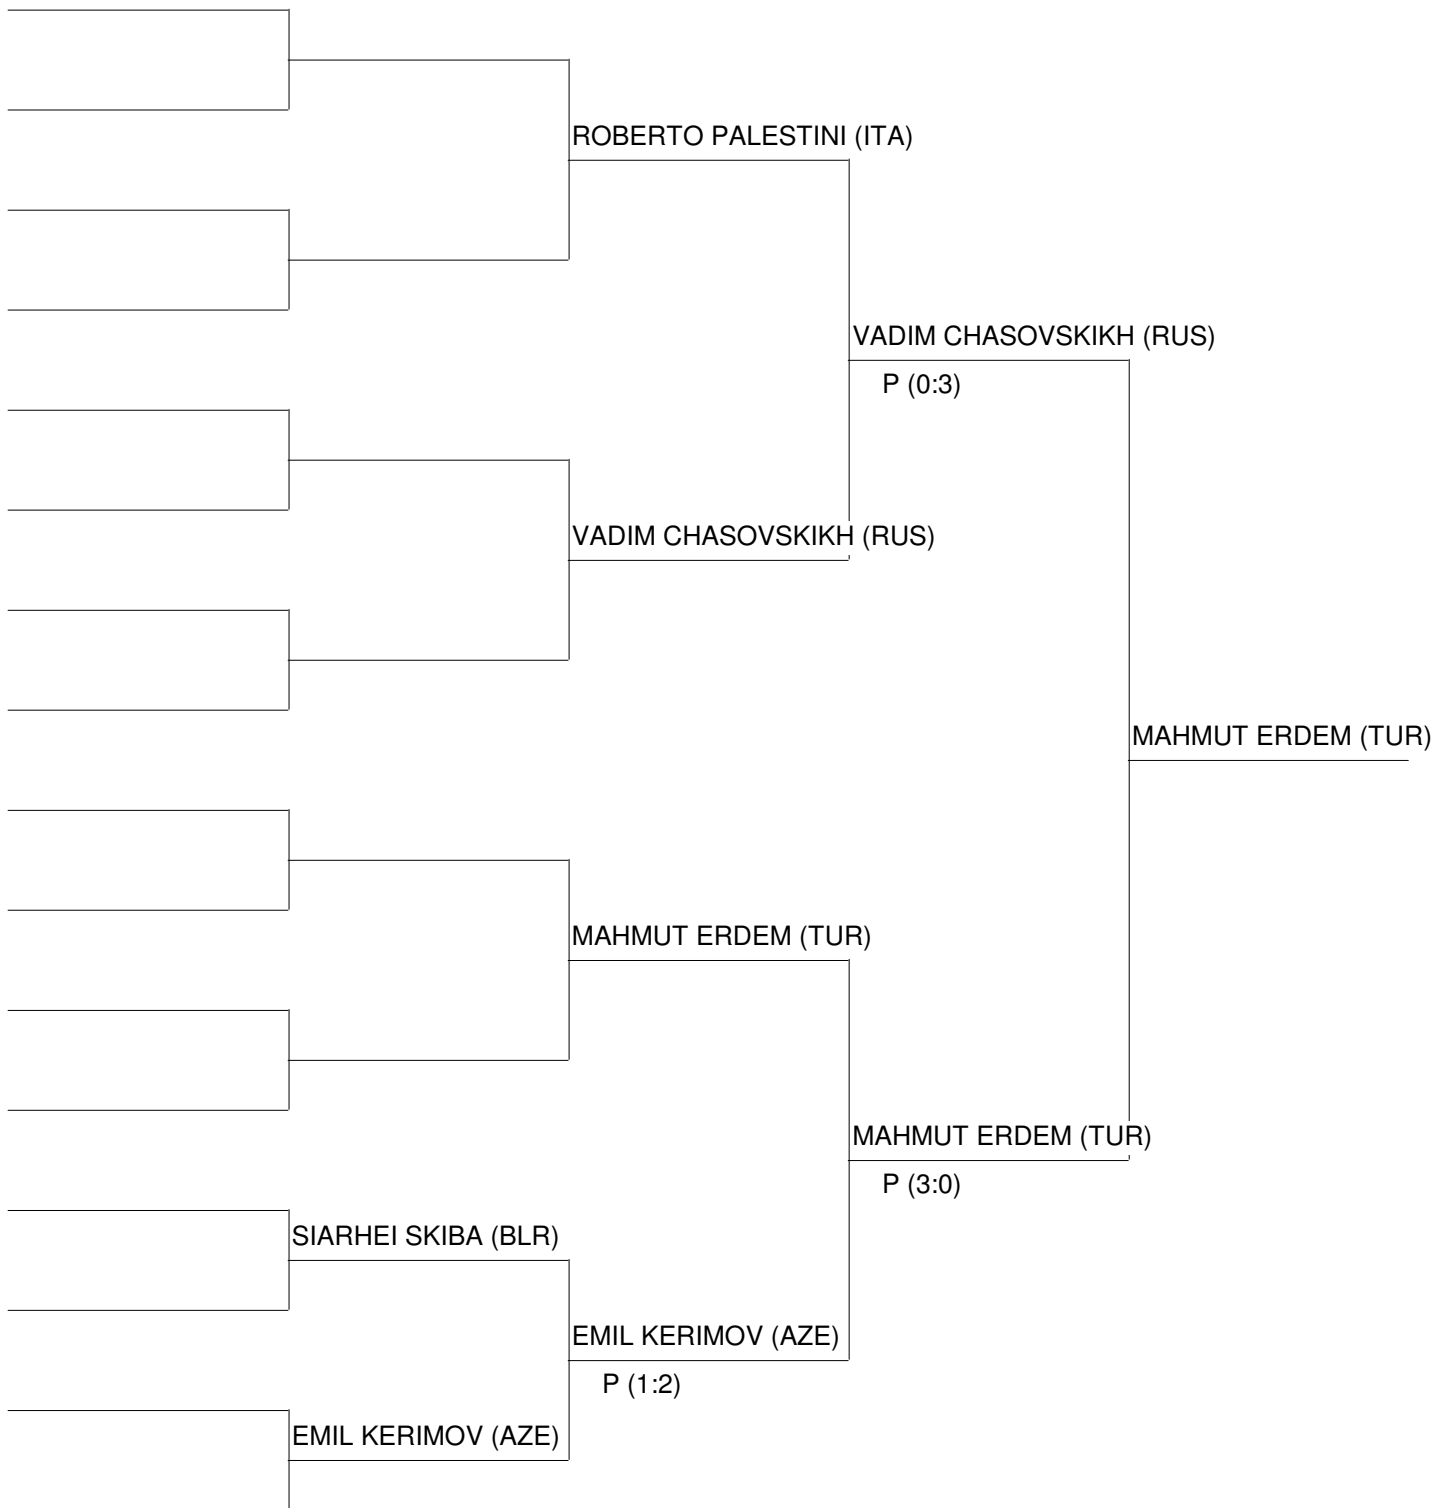 ROBERTO PALESTINI (ITA)
VADIM CHASOVSKIKH (RUS)
P (0:3)
VADIM CHASOVSKIKH (RUS)
MAHMUT ERDEM (TUR)
MAHMUT ERDEM (TUR)
MAHMUT ERDEM (TUR)
P (3:0)
SIARHEI SKIBA (BLR)
EMIL KERIMOV (AZE)
P (1:2)
EMIL KERIMOV (AZE)